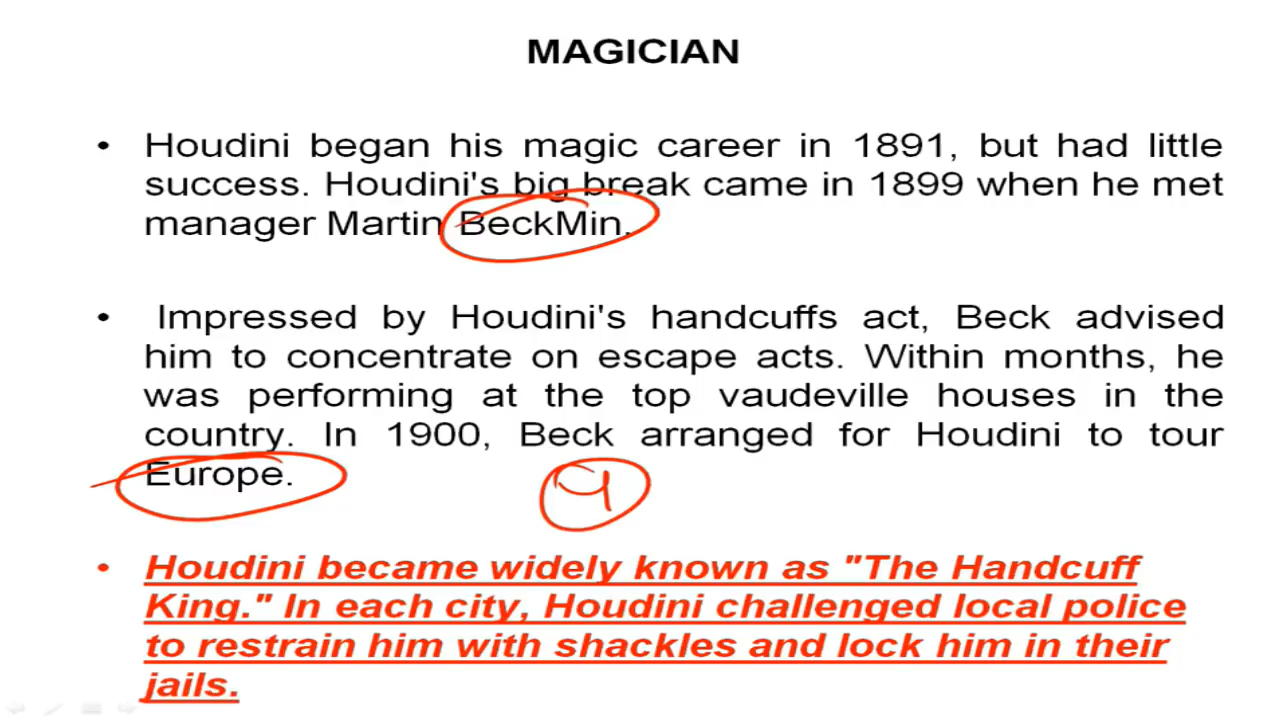 MAGICIAN
• Houdini began his magic career in 1891, but had little
success. Houdini's big break came in 1899 when he met
manager Martin BeckMin.
• Impressed by Houdini's handcuffs act, Beck advised
him to concentrate on escape acts. Within months, he
was performing at the top vaudeville houses in the
country. In 1900, Beck arranged for Houdini to tour
Europe.
• Houdini became widely known as "The Handcuff
King." In each city, Houdini challenged local police
to restrain him with shackles and lock him in their
jails.